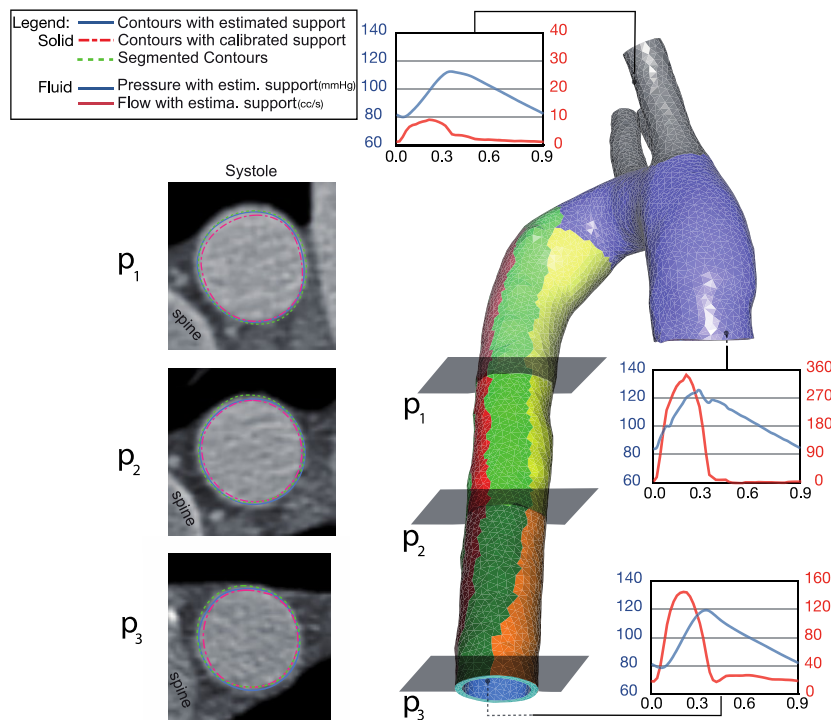 Legend:
Contours with estimated support
Solid
Contours with calibrated support
Segmented Contours
Fluid
Pressure with estim. support(mmHg)
Flow with estima. support(cc/s)
140 40
120 30
100 20
80 10
60 0
0.0 0.3 0.6 0.9
Systole
p1
spine
p2
spine
p3
spine
p1
p2
p3
140 360
120 270
100 180
80 90
60 0
0.0 0.3 0.6 0.9
140 160
120 120
100 80
80 40
60 0
0.0 0.3 0.6 0.9